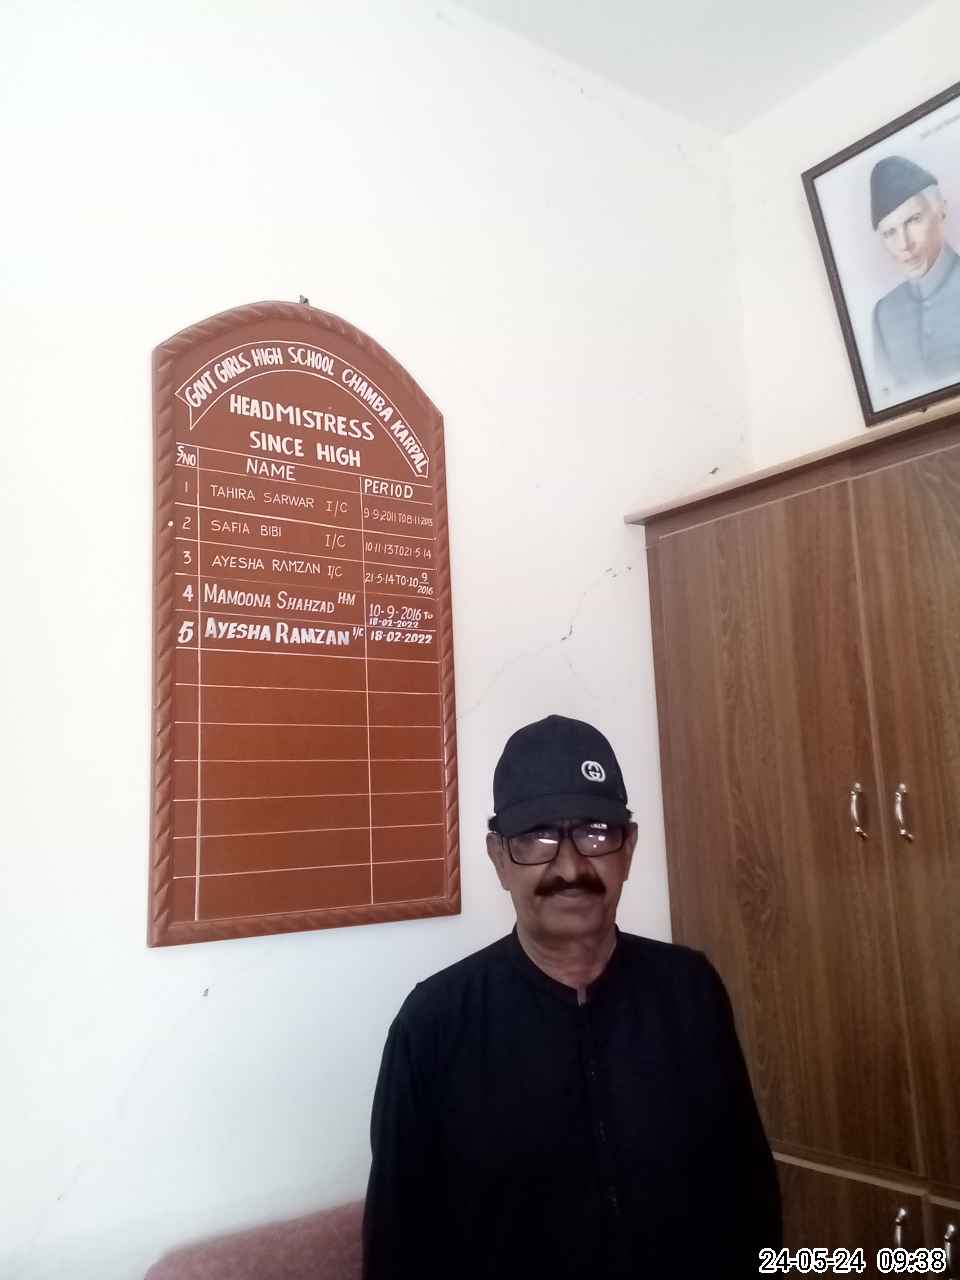 GOVT GIRLS HIGH SCHOOL CHAMBA KARPAL
HEADMISTRESS
SINCE HIGH
S/NO NAME PERIOD
1 TAHIRA SARWAR I/C 9-9,2011 TO 8-11-2013
2 SAFIA BIBI I/C 10-11-13 TO 21-5-14
3 AYESHA RAMZAN I/C 21-5-14 TO-10 9/2016
4 MAMOONA SHAHZAD HM 10-9-2016 TO
18-02-2022
5 AYESHA RAMZAN I/C 18-02-2022
24-05-24 09:38